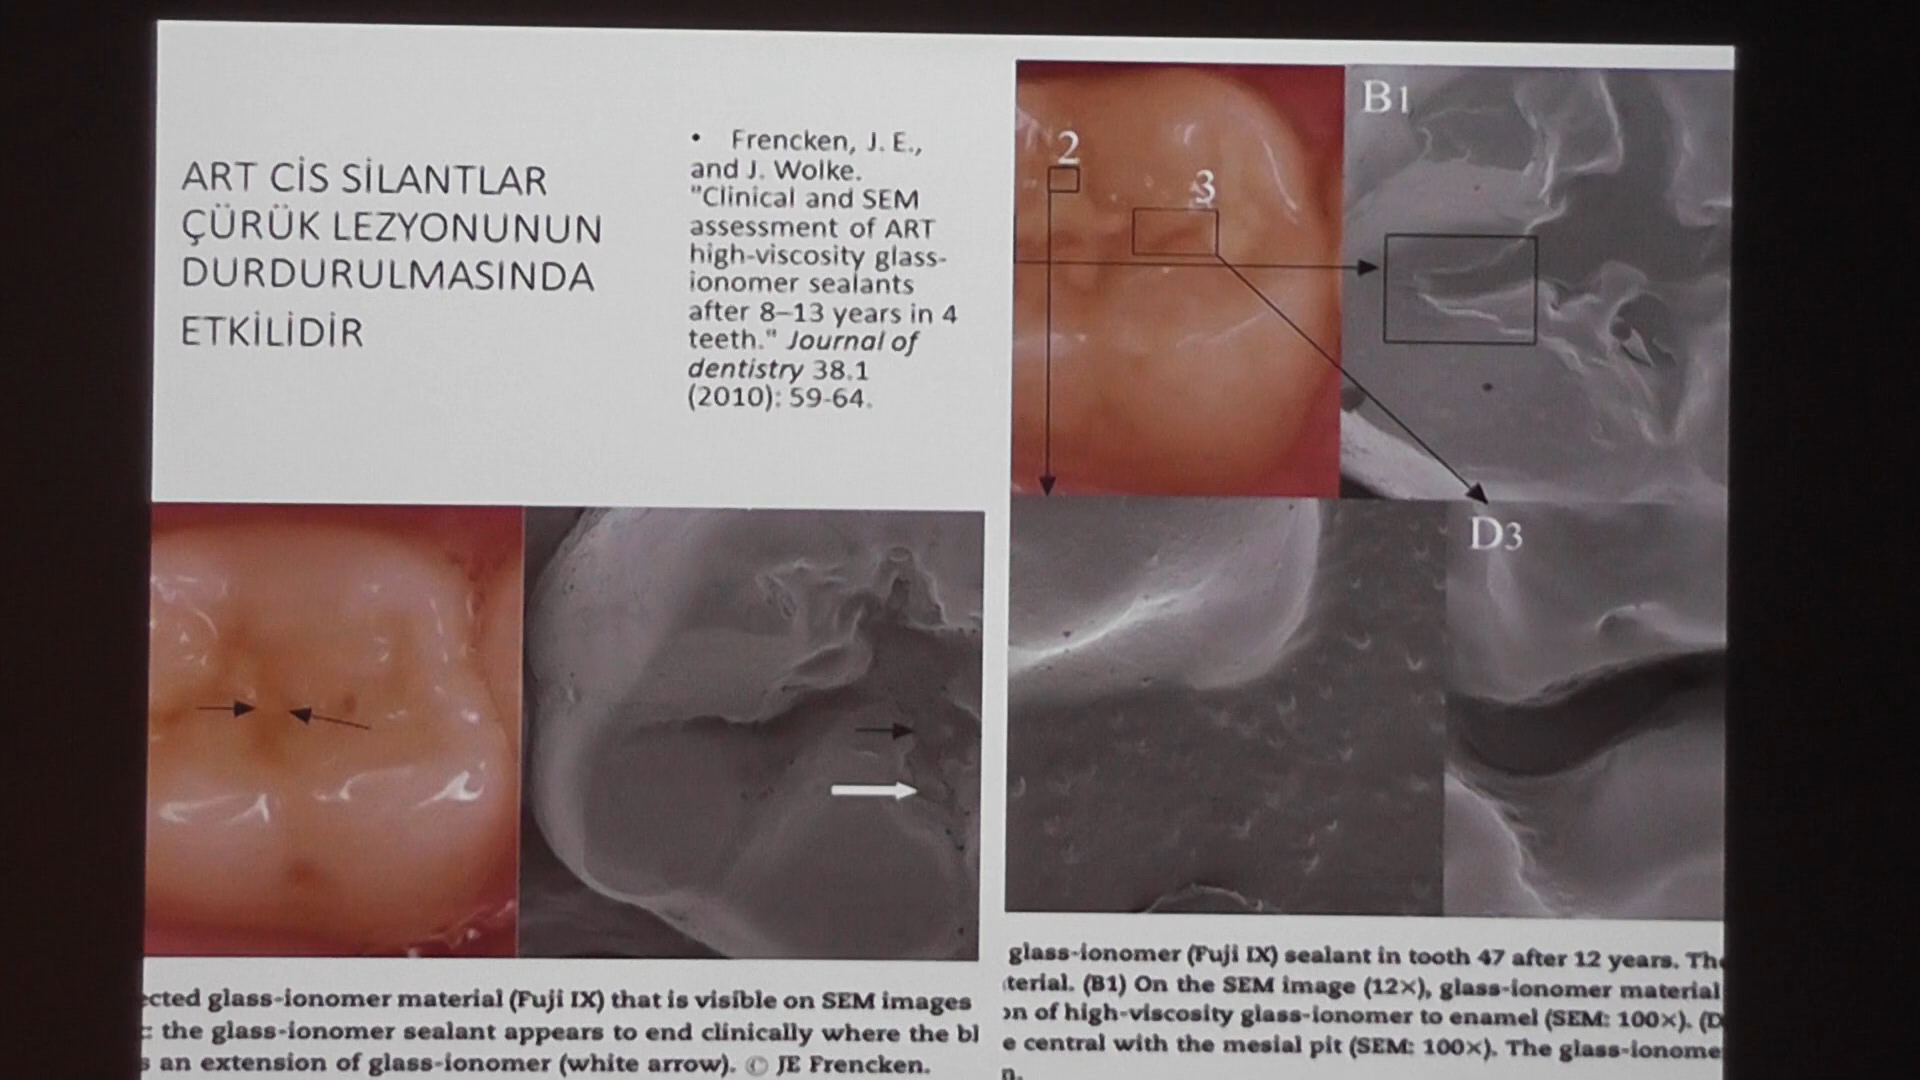 ART CİS SİLANTLAR
ÇÜRÜK LEZYONUNUN
DURDURULMASINDA
ETKİLİDİR
• Frencken, J. E.,
and J. Wolke.
"Clinical and SEM
assessment of ART
high-viscosity glass-
ionomer sealants
after 8–13 years in 4
teeth." Journal of
dentistry 38.1
(2010): 59-64.
2
3
B1
D3
glass-ionomer (Fuji IX) sealant in tooth 47 after 12 years. The
terial. (B1) On the SEM image (12×), glass-ionomer material
on of high-viscosity glass-ionomer to enamel (SEM: 100×). (D
e central with the mesial pit (SEM: 100×). The glass-ionome
n.
ected glass-ionomer material (Fuji IX) that is visible on SEM images
: the glass-ionomer sealant appears to end clinically where the bl
s an extension of glass-ionomer (white arrow). © JE Frencken.